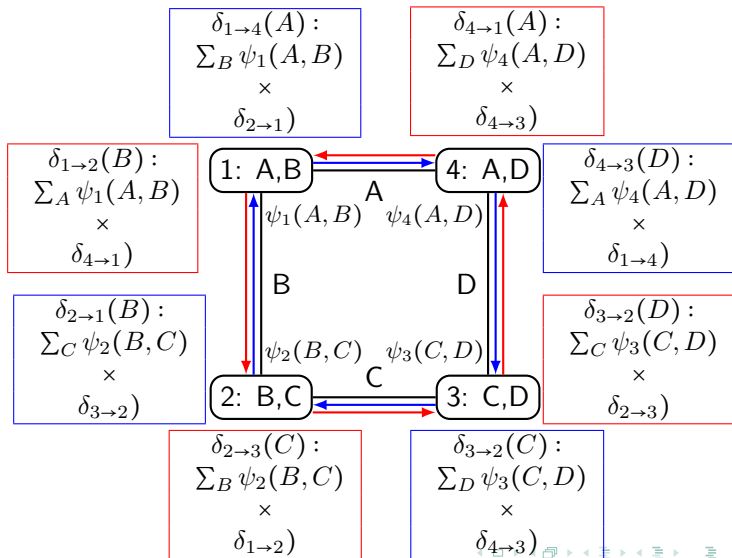 δ1→4(A) :
∑B ψ1(A, B)
×
δ2→1)
δ4→1(A) :
∑D ψ4(A, D)
×
δ4→3)
δ1→2(B) :
∑A ψ1(A, B)
×
δ4→1)
1: A,B
A
4: A,D
δ4→3(D) :
∑A ψ4(A, D)
×
δ1→4)
ψ1(A, B)
ψ4(A, D)
B
D
δ2→1(B) :
∑C ψ2(B, C)
×
δ3→2)
ψ2(B, C)
ψ3(C, D)
δ3→2(D) :
∑C ψ3(C, D)
×
δ2→3)
2: B,C
C
3: C,D
δ2→3(C) :
∑B ψ2(B, C)
×
δ1→2)
δ3→2(C) :
∑D ψ3(C, D)
×
δ4→3)